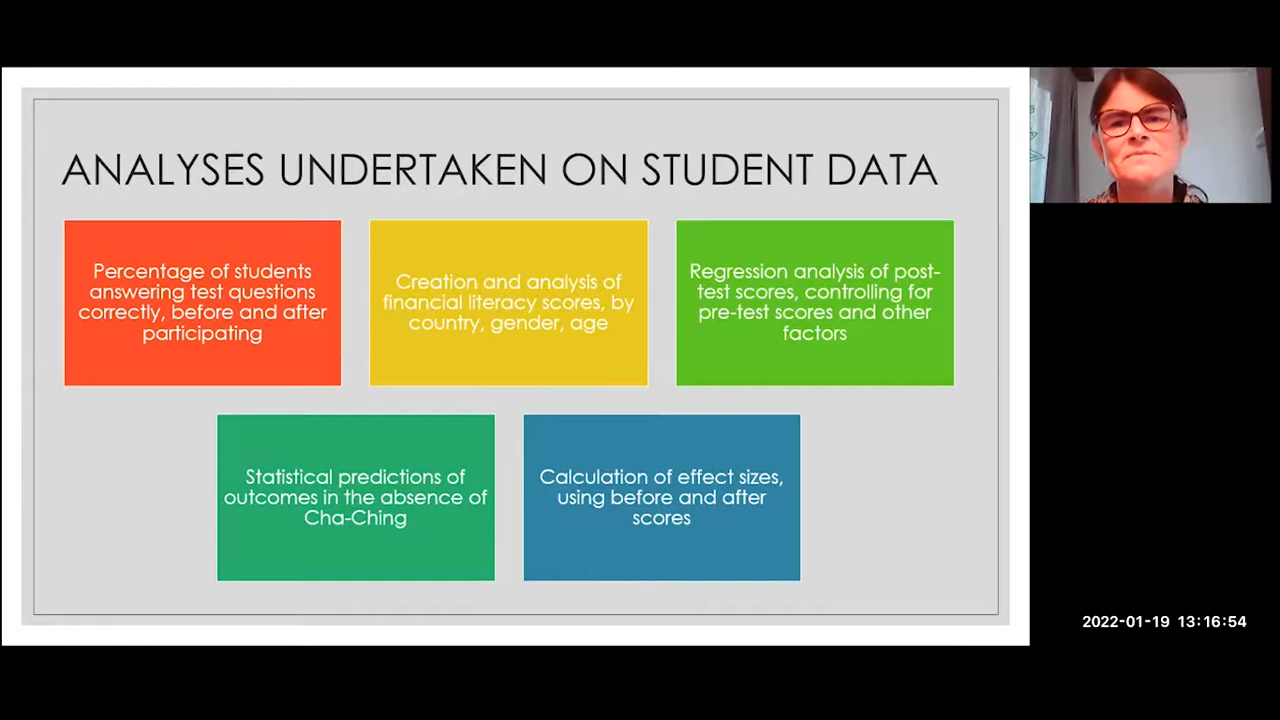 ANALYSES UNDERTAKEN ON STUDENT DATA
Percentage of students
answering test questions
correctly, before and after
participating
Creation and analysis of
financial literacy scores, by
country, gender, age
Regression analysis of post-
test scores, controlling for
pre-test scores and other
factors
Statistical predictions of
outcomes in the absence of
Cha-Ching
Calculation of effect sizes,
using before and after
scores
2022-01-19 13:16:54